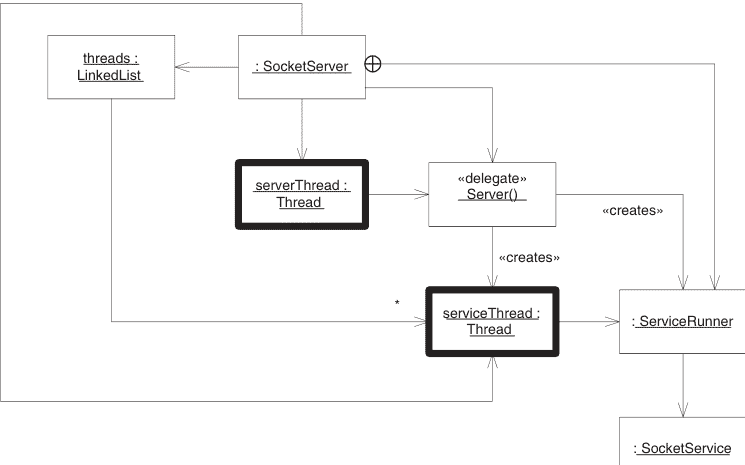 threads :
LinkedList
: SocketServer
serverThread :
Thread
«delegate»
Server()
«creates»
«creates»
*
serviceThread :
Thread
: ServiceRunner
: SocketService